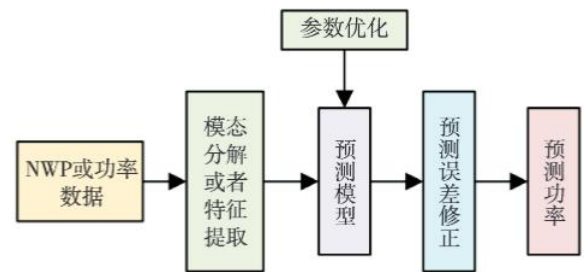 参数优化
NWP或功率
数据
模态
分解
或者
特征
提取
预测模型
预测误差修正
预测功率